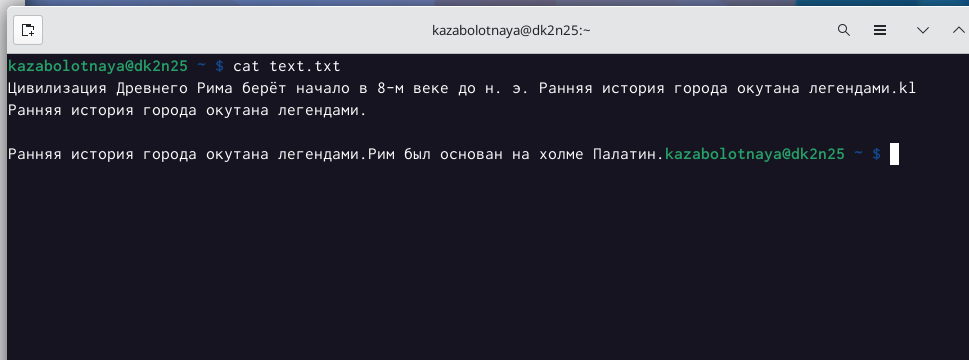 kazabolotnaya@dk2n25:~
kazabolotnaya@dk2n25 ~ $ cat text.txt
Цивилизация Древнего Рима берёт начало в 8-м веке до н. э. Ранняя история города окутана легендами.kl
Ранняя история города окутана легендами.
Ранняя история города окутана легендами.Рим был основан на холме Палатин.kazabolotnaya@dk2n25 ~ $